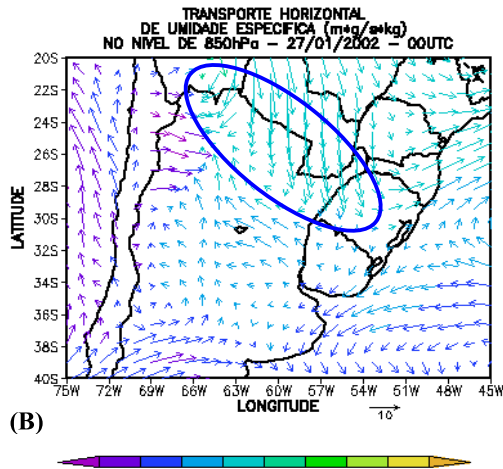 TRANSPORTE HORIZONTAL
DE UMIDADE ESPECIFICA (m*g/s*kg)
NO NIVEL DE 850hPa - 27/01/2002 - 00UTC
20S
22S
24S
26S
28S
30S
32S
34S
36S
38S
40S
LATITUDE
75W 72W 69W 66W 63W 60W 57W 54W 51W 48W 45W
LONGITUDE
10
(B)